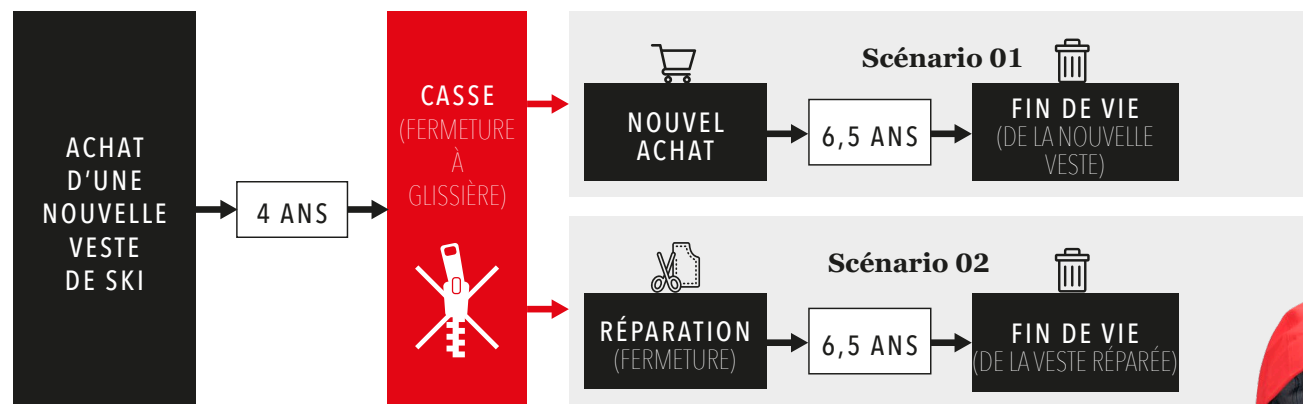 ACHAT
D'UNE
NOUVELLE
VESTE
DE SKI
4 ANS
CASSE
(FERMETURE
À
GLISSIÈRE)
Scénario 01
NOUVEL
ACHAT
6,5 ANS
FIN DE VIE
(DE LA NOUVELLE
VESTE)
Scénario 02
RÉPARATION
(FERMETURE)
6,5 ANS
FIN DE VIE
(DE LA VESTE RÉPARÉE)